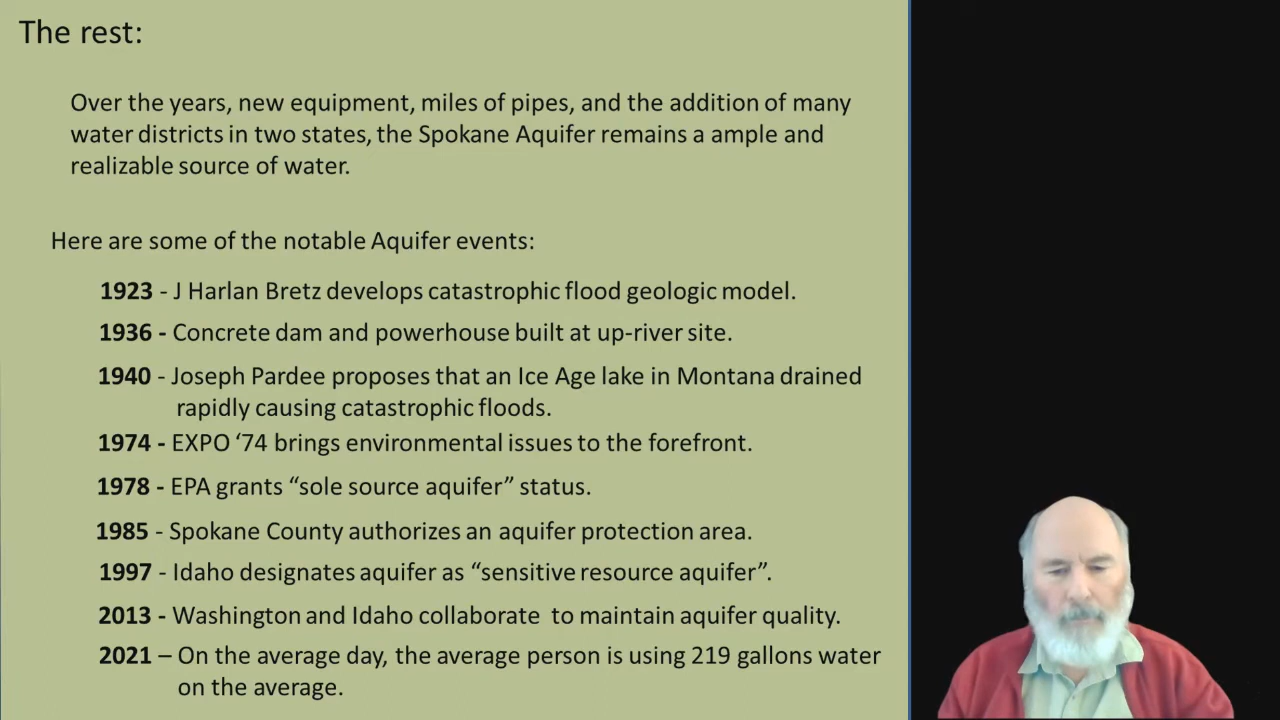 The rest:
Over the years, new equipment, miles of pipes, and the addition of many
water districts in two states, the Spokane Aquifer remains a ample and
realizable source of water.
Here are some of the notable Aquifer events:
1923 - J Harlan Bretz develops catastrophic flood geologic model.
1936 - Concrete dam and powerhouse built at up-river site.
1940 - Joseph Pardee proposes that an Ice Age lake in Montana drained
rapidly causing catastrophic floods.
1974 - EXPO ‘74 brings environmental issues to the forefront.
1978 - EPA grants “sole source aquifer” status.
1985 - Spokane County authorizes an aquifer protection area.
1997 - Idaho designates aquifer as “sensitive resource aquifer”.
2013 - Washington and Idaho collaborate  to maintain aquifer quality.
2021 – On the average day, the average person is using 219 gallons water
on the average.